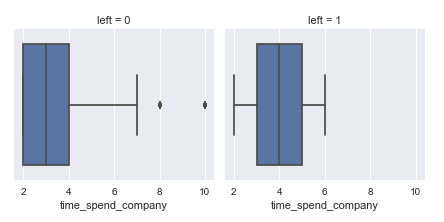 left = 0
left = 1
2 4 6 8 10
2 4 6 8 10
time_spend_company
time_spend_company